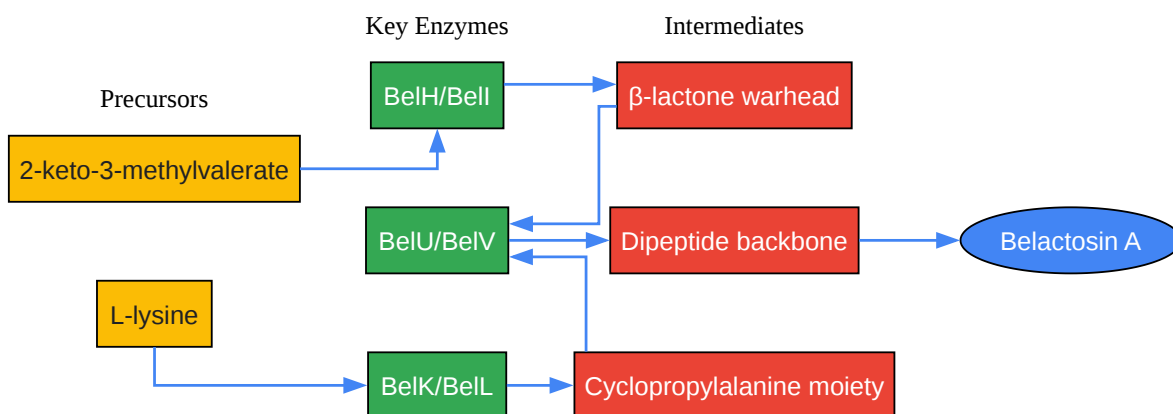 Key Enzymes
Intermediates
Precursors
BelH/BelI
β-lactone warhead
2-keto-3-methylvalerate
BelU/BelV
Dipeptide backbone
Belactosin A
L-lysine
BelK/BelL
Cyclopropylalanine moiety